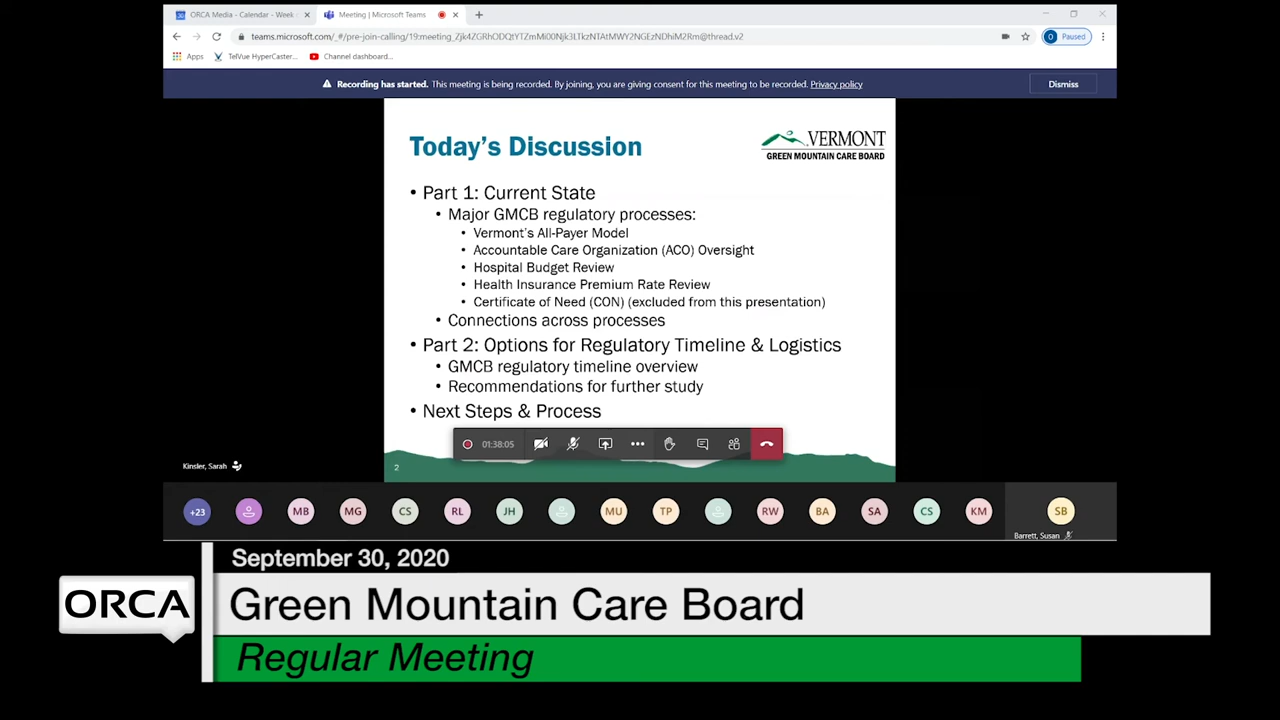 ORCA Media - Calendar - Week
Meeting | Microsoft Teams
teams.microsoft.com/_#/pre-join-calling/19:meeting_Zjk4ZGRhODQtYTZmMi00Njk3LTkzNTAtMWY2NGEzNDhiM2Rm@thread.v2
Paused
Apps
TelVue HyperCaster...
Channel dashboard...
Recording has started. This meeting is being recorded. By joining, you are giving consent for this meeting to be recorded. Privacy policy
Dismiss
Today's Discussion
VERMONT
GREEN MOUNTAIN CARE BOARD
• Part 1: Current State
• Major GMCB regulatory processes:
• Vermont's All-Payer Model
• Accountable Care Organization (ACO) Oversight
• Hospital Budget Review
• Health Insurance Premium Rate Review
• Certificate of Need (CON) (excluded from this presentation)
• Connections across processes
• Part 2: Options for Regulatory Timeline & Logistics
• GMCB regulatory timeline overview
• Recommendations for further study
• Next Steps & Process
01:38:05
2
Kinsler, Sarah
+23
MB
MG
CS
RL
JH
MU
TP
RW
BA
SA
CS
KM
SB
Barrett, Susan
September 30, 2020
ORCA
Green Mountain Care Board
Regular Meeting